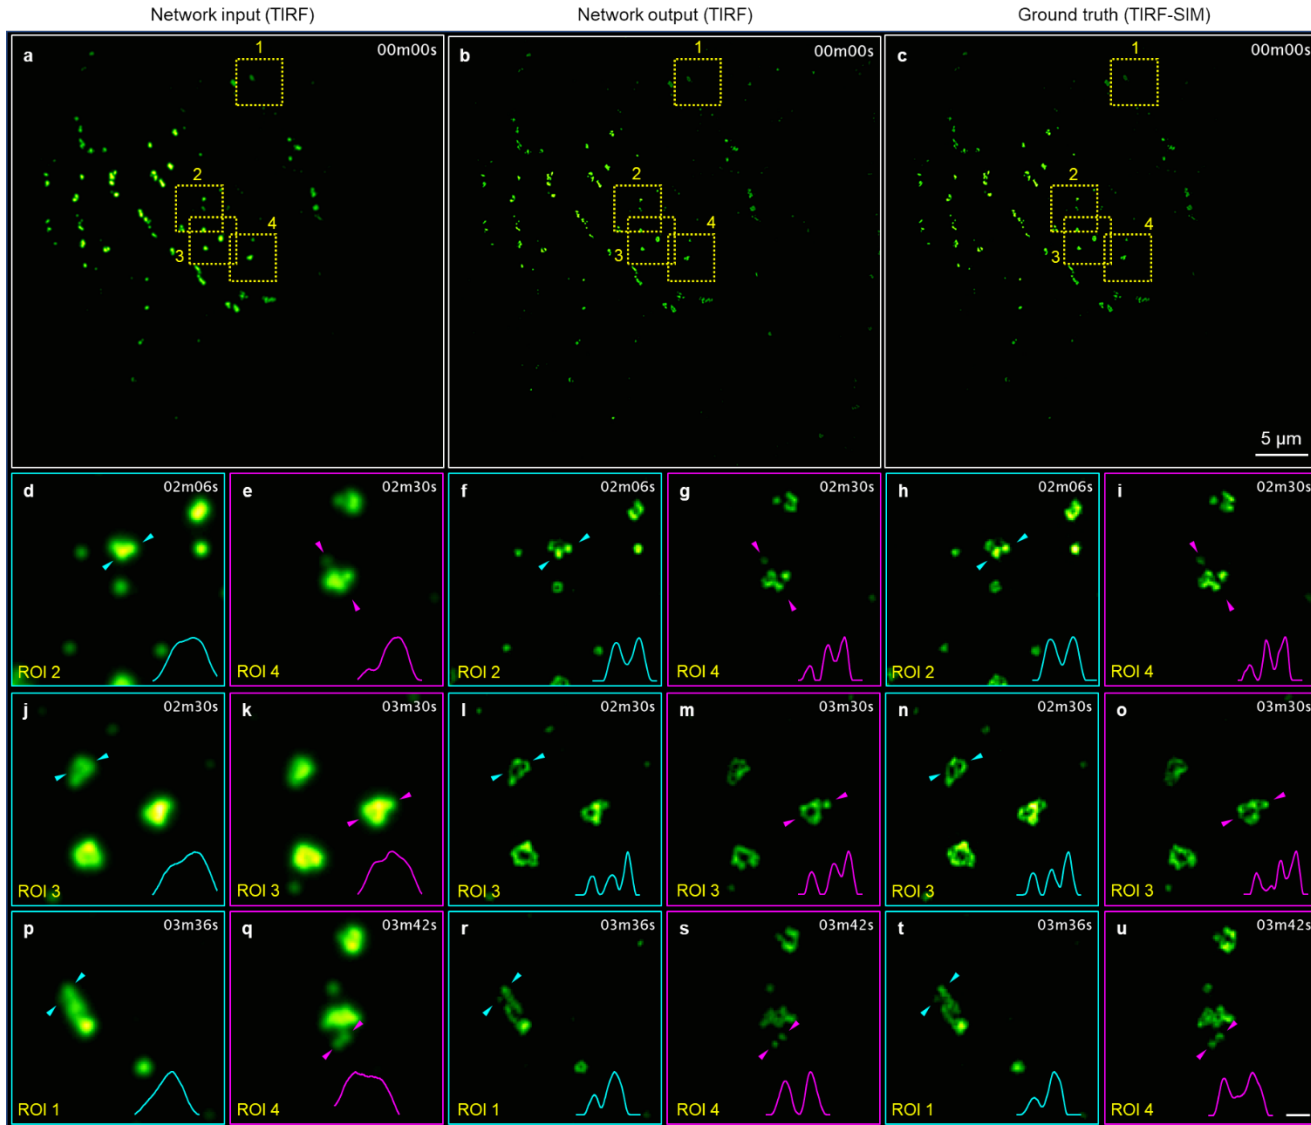 Network input (TIRF) Network output (TIRF) Ground truth (TIRF-SIM)
a 00m00s b 00m00s c 00m00s
1 1 1
2 2 2
4 4 4
3 3 3
5 µm
d 02m06s e 02m30s f 02m06s g 02m30s h 02m06s i 02m30s
ROI 2 ROI 4 ROI 2 ROI 4 ROI 2 ROI 4
j 02m30s k 03m30s l 02m30s m 03m30s n 02m30s o 03m30s
ROI 3 ROI 3 ROI 3 ROI 3 ROI 3 ROI 3
p 03m36s q 03m42s r 03m36s s 03m42s t 03m36s u 03m42s
ROI 1 ROI 4 ROI 1 ROI 4 ROI 1 ROI 4